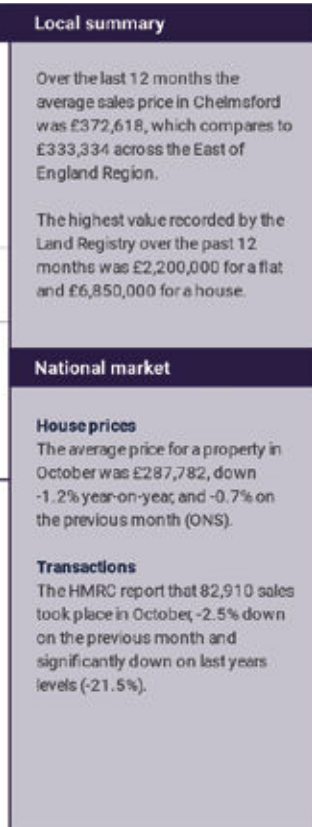 Local summary
Over the last 12 months the
average sales price in Chelmsford
was £372,618, which compares to
£333,334 across the East of
England Region.
The highest value recorded by the
Land Registry over the past 12
months was £2,200,000 for a flat
and £6,850,000 for a house.
National market
House prices
The average price for a property in
October was £287,782, down
-1.2% year-on-year, and -0.7% on
the previous month (ONS).
Transactions
The HMRC report that 82,910 sales
took place in October, -2.5% down
on the previous month and
significantly down on last years
levels (-21.5%).